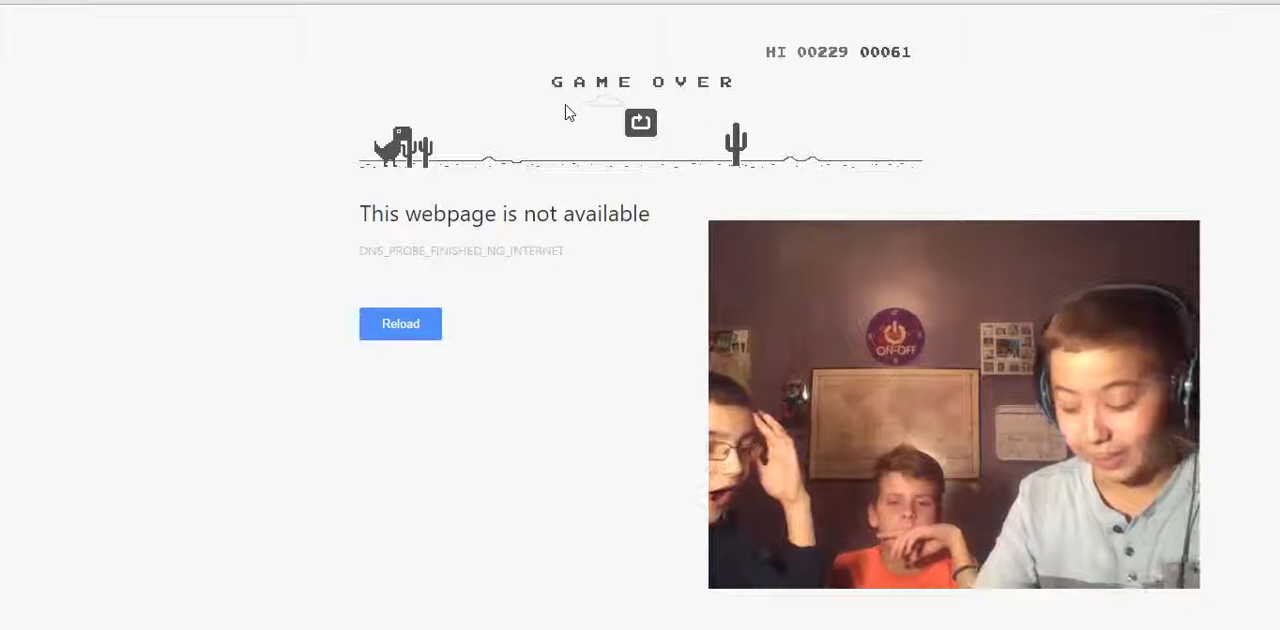 HI 00229 00061
GAME OVER
This webpage is not available
DNS_PROBE_FINISHED_NO_INTERNET
Reload
ON-OFF